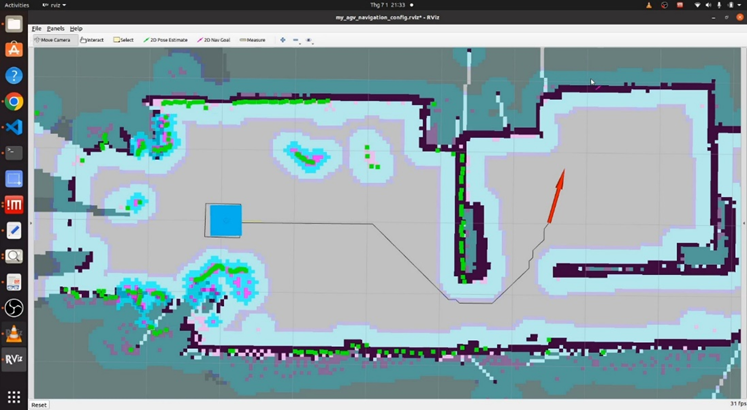 Activities rviz Thg 7 1 21:33
my_agv_navigation_config.rviz* - RViz
File Panels Help
Move Camera Interact Select 2D Pose Estimate 2D Nav Goal Measure
RViz
Reset 31 fps